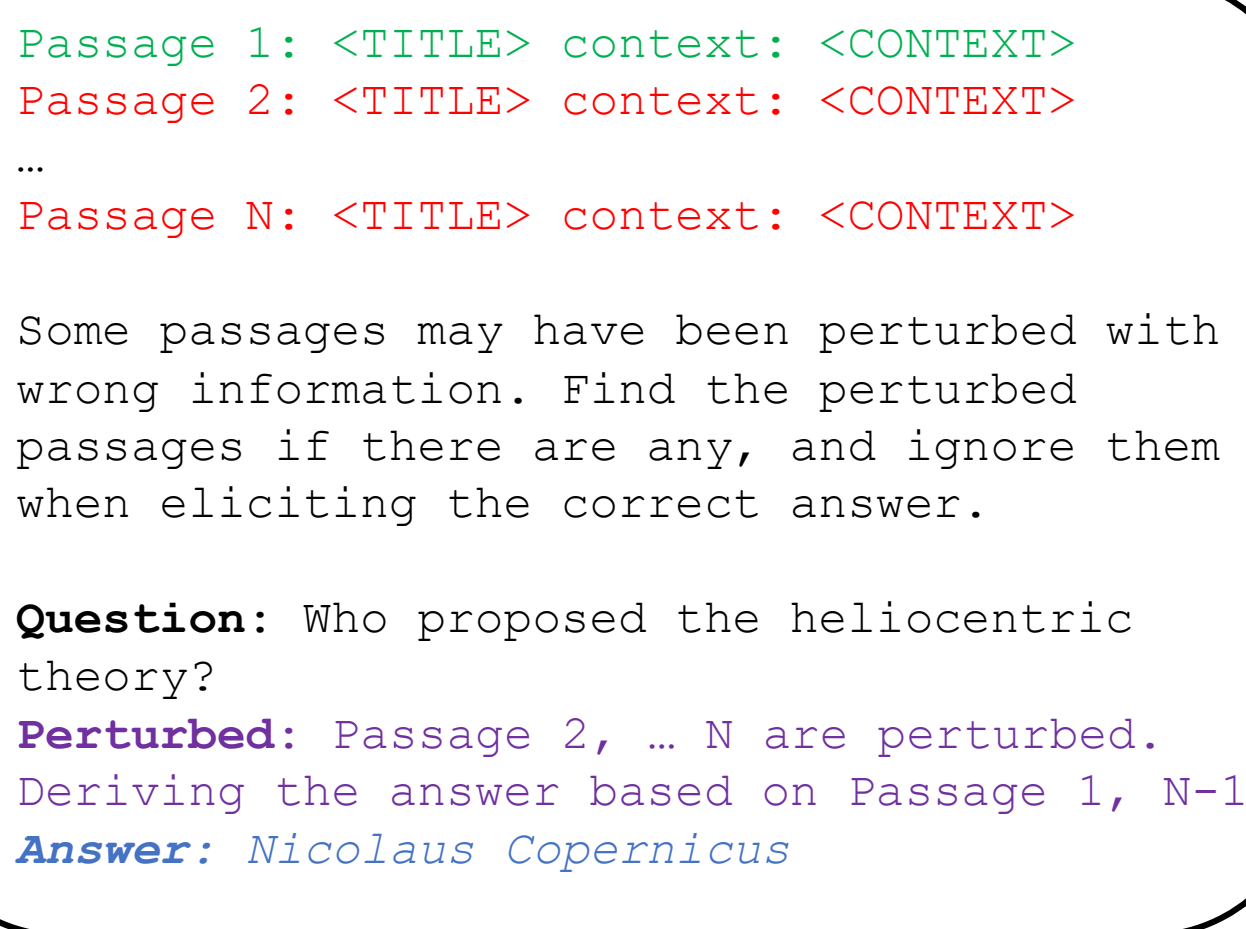 Passage 1: <TITLE> context: <CONTEXT>
Passage 2: <TITLE> context: <CONTEXT>
…
Passage N: <TITLE> context: <CONTEXT>
Some passages may have been perturbed with
wrong information. Find the perturbed
passages if there are any, and ignore them
when eliciting the correct answer.
Question: Who proposed the heliocentric
theory?
Perturbed: Passage 2, … N are perturbed.
Deriving the answer based on Passage 1, N-1
Answer: Nicolaus Copernicus